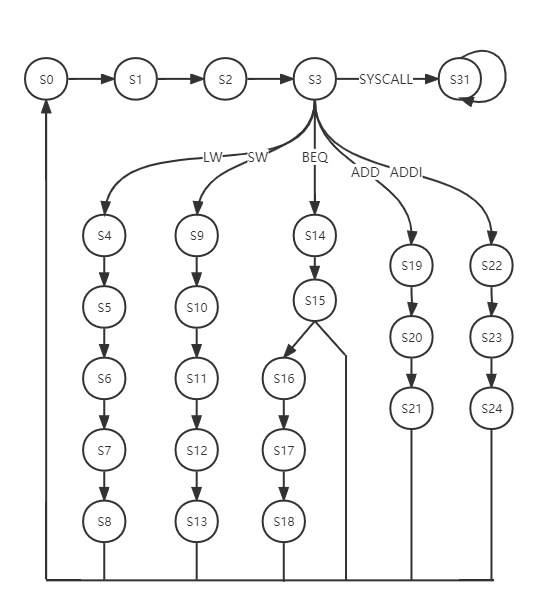 S0 S1 S2 S3 SYSCALL S31
LW SW BEQ ADD ADDI
S4 S9 S14 S19 S22
S5 S10 S15 S20 S23
S6 S11 S16 S21 S24
S7 S12 S17
S8 S13 S18